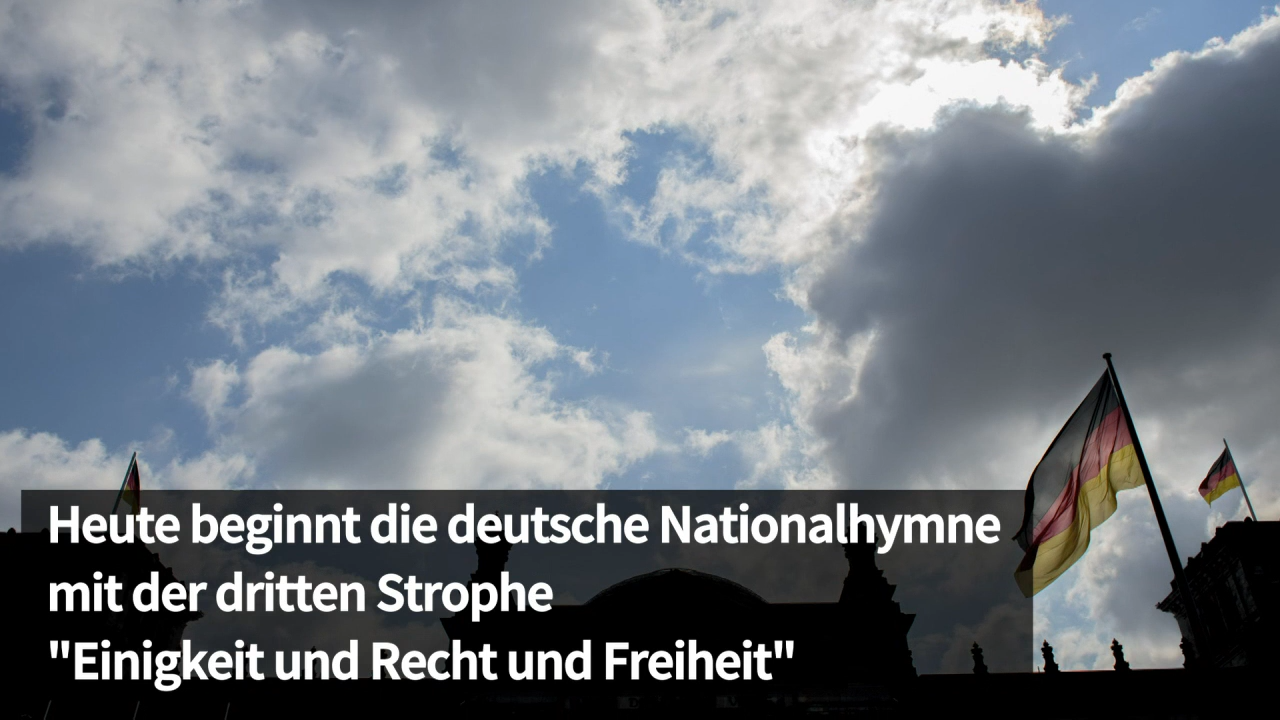 Heute beginnt die deutsche Nationalhymne
mit der dritten Strophe
"Einigkeit und Recht und Freiheit"